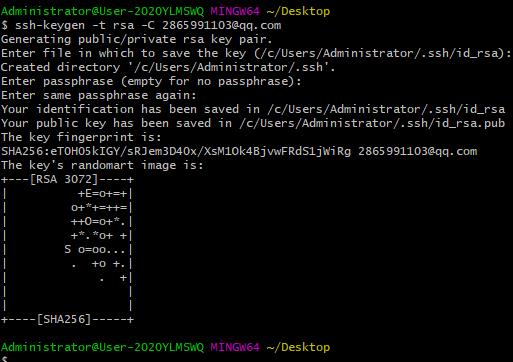 Administrator@User-2020YLMSWQ MINGW64 ~/Desktop
$ ssh-keygen -t rsa -C 2865991103@qq.com
Generating public/private rsa key pair.
Enter file in which to save the key (/c/Users/Administrator/.ssh/id_rsa):
Created directory '/c/Users/Administrator/.ssh'.
Enter passphrase (empty for no passphrase):
Enter same passphrase again:
Your identification has been saved in /c/Users/Administrator/.ssh/id_rsa
Your public key has been saved in /c/Users/Administrator/.ssh/id_rsa.pub
The key fingerprint is:
SHA256:eTOHO5kIGY/sRJem3D4Ox/XsM1Ok4BjvwFRdS1jWiRg 2865991103@qq.com
The key's randomart image is:
+---[RSA 3072]----+
|          +E=o+=+|
|         o+*+=++=|
|         ++O=o+*.|
|         +*.*o+ +|
|        S o=oo...|
|         .  +o +.|
|             .  +|
|                 |
|                 |
+----[SHA256]-----+
Administrator@User-2020YLMSWQ MINGW64 ~/Desktop
$